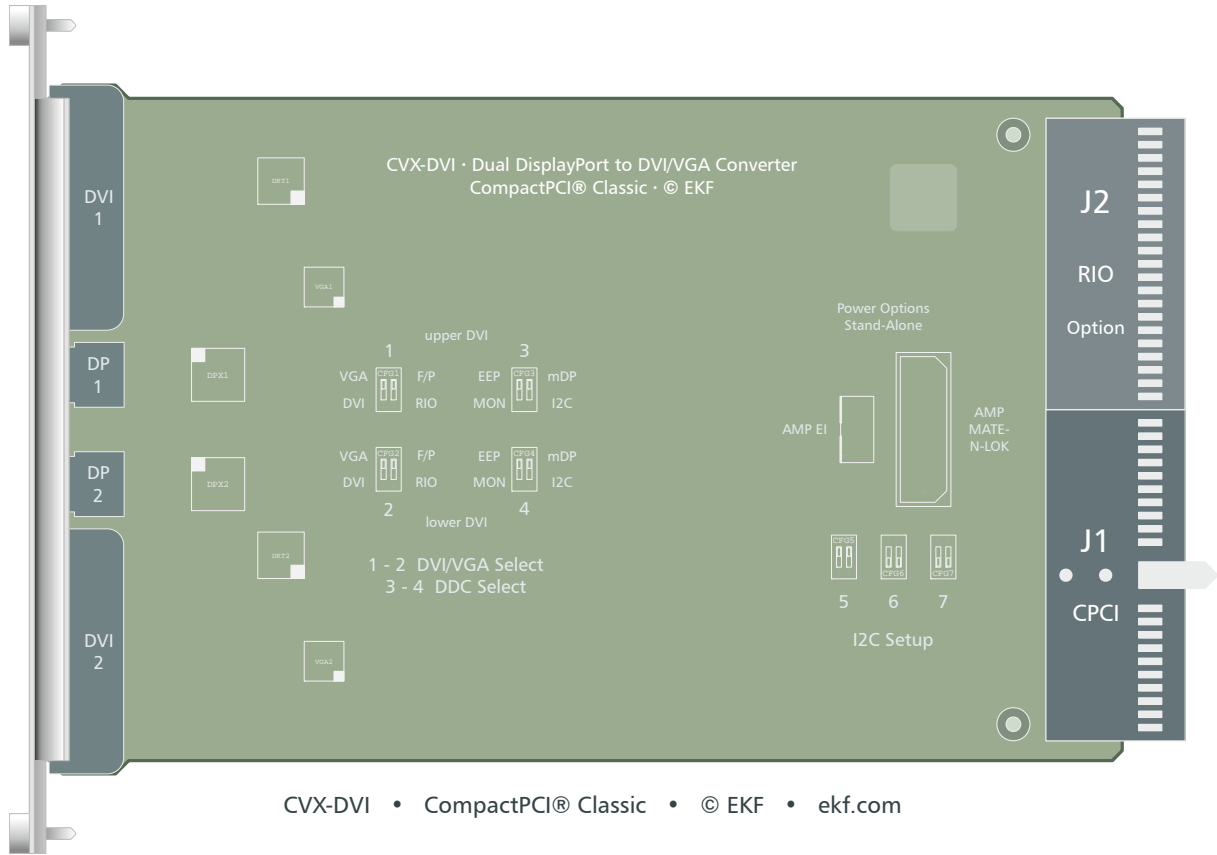 CVX-DVI · Dual DisplayPort to DVI/VGA Converter
CompactPCI® Classic · © EKF
DVI
1
DRT1
J2
RIO
Option
VGA1
Power Options
Stand-Alone
upper DVI
1 3
DP
1
DPX1
VGA CFG1 F/P EEP CFG3 mDP
DVI RIO MON I2C
AMP EI
AMP
MATE-
N-LOK
VGA CFG2 F/P EEP CFG4 mDP
DVI RIO MON I2C
2 4
lower DVI
DP
2
DPX2
DRT2
1 - 2 DVI/VGA Select
3 - 4 DDC Select
CFG5 CFG6 CFG7
5 6 7
I2C Setup
J1
CPCI
DVI
2
VGA2
CVX-DVI • CompactPCI® Classic • © EKF • ekf.com